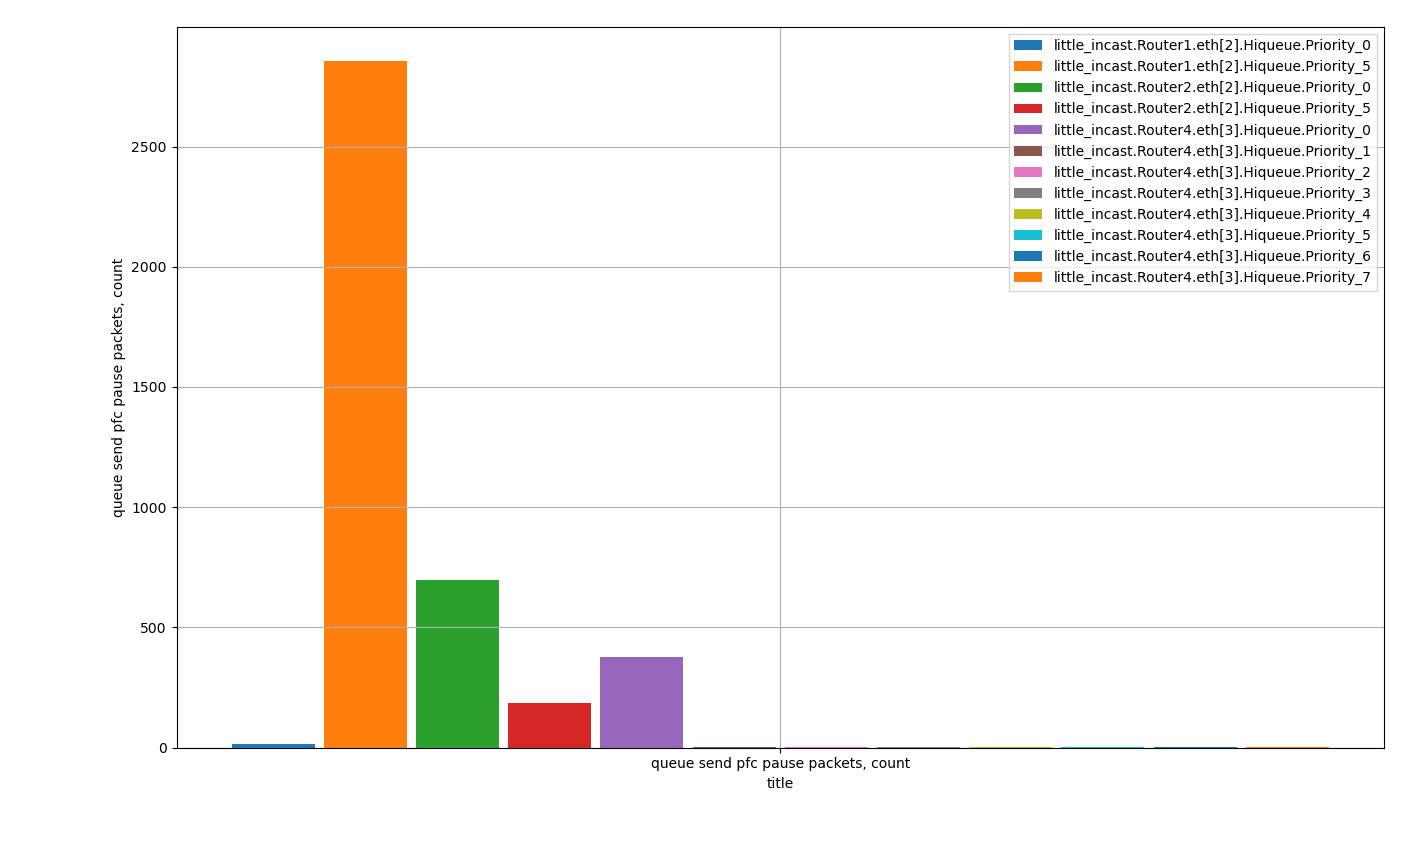 little_incast.Router1.eth[2].Hiqueue.Priority_0
little_incast.Router1.eth[2].Hiqueue.Priority_5
little_incast.Router2.eth[2].Hiqueue.Priority_0
little_incast.Router2.eth[2].Hiqueue.Priority_5
little_incast.Router4.eth[3].Hiqueue.Priority_0
little_incast.Router4.eth[3].Hiqueue.Priority_1
little_incast.Router4.eth[3].Hiqueue.Priority_2
little_incast.Router4.eth[3].Hiqueue.Priority_3
little_incast.Router4.eth[3].Hiqueue.Priority_4
little_incast.Router4.eth[3].Hiqueue.Priority_5
little_incast.Router4.eth[3].Hiqueue.Priority_6
little_incast.Router4.eth[3].Hiqueue.Priority_7
2500
2000
1500
1000
500
0
queue send pfc pause packets, count
queue send pfc pause packets, count
title